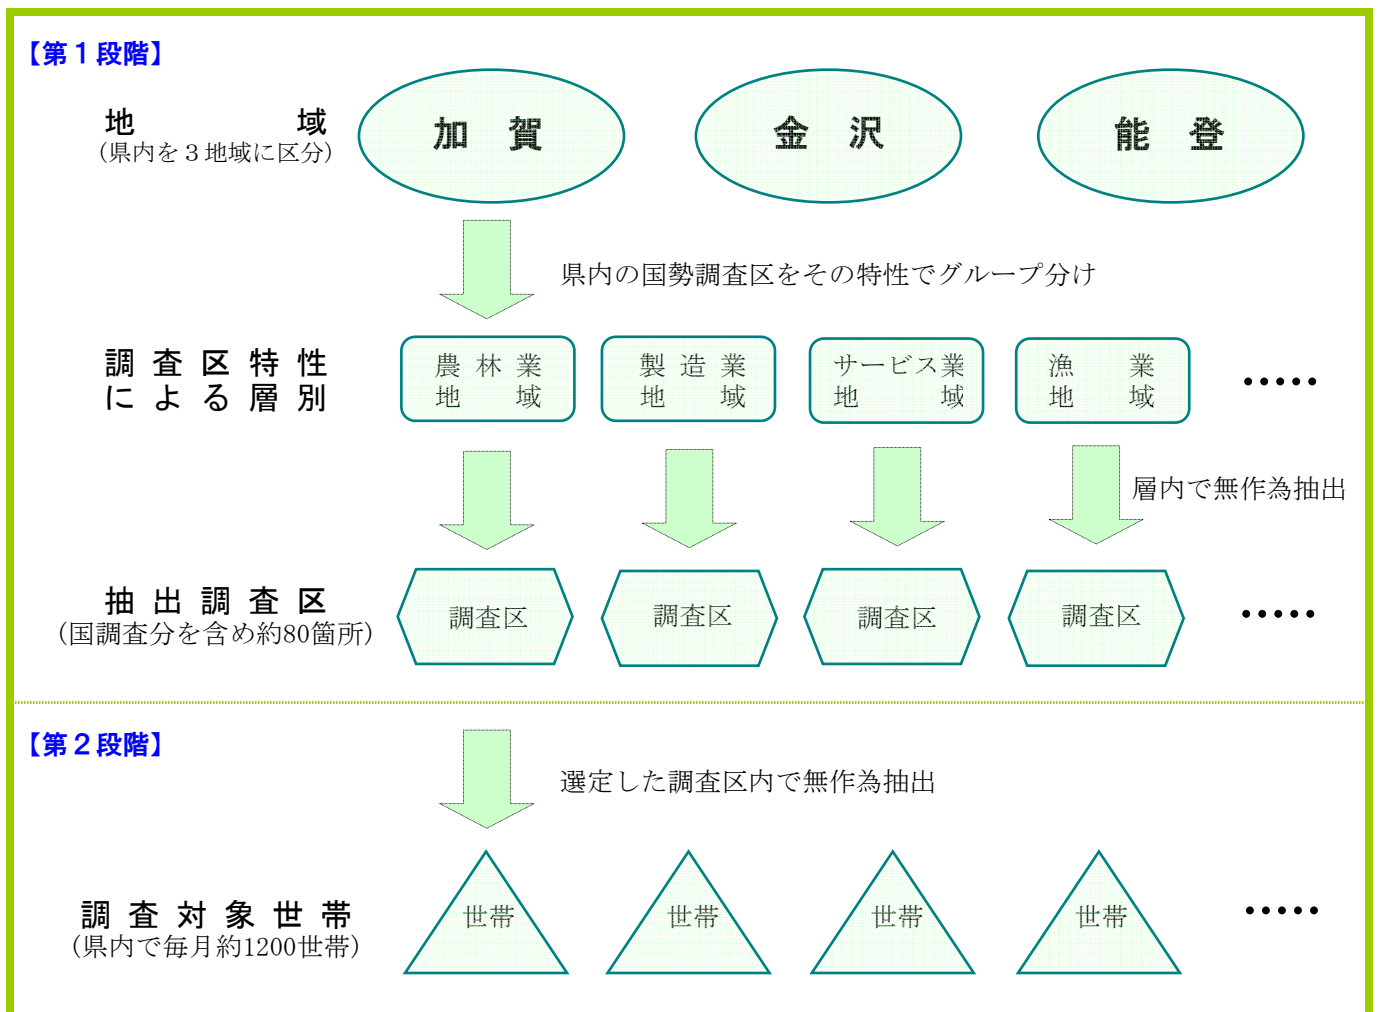 【第１段階】
地　　　域
(県内を３地域に区分)
加　賀
金　沢
能　登
県内の国勢調査区をその特性でグループ分け
調査区特性
による層別
農林業
地　域
製造業
地　域
サービス業
地　　域
漁　業
地　域
•••••
層内で無作為抽出
抽出調査区
(国調査分を含め約80箇所)
調査区
調査区
調査区
調査区
•••••
【第２段階】
選定した調査区内で無作為抽出
調査対象世帯
(県内で毎月約1200世帯)
世帯
世帯
世帯
世帯
•••••